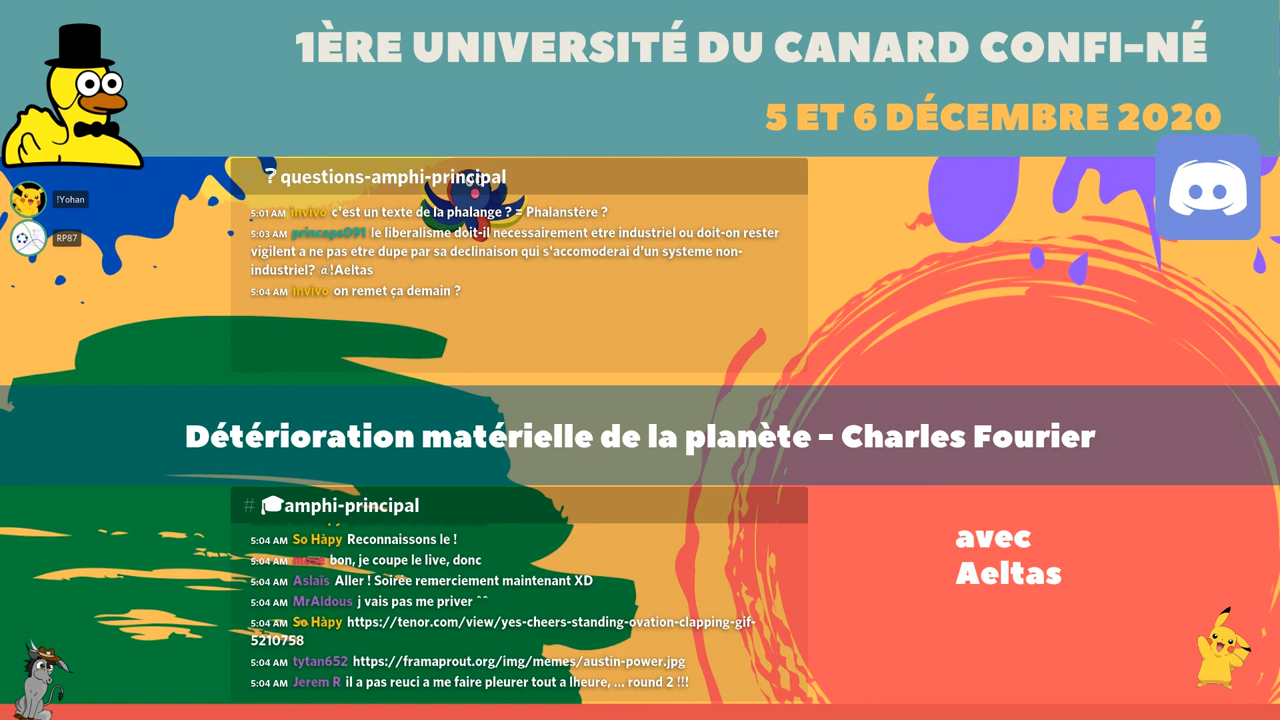 1ÈRE UNIVERSITÉ DU CANARD CONFI-NÉ
5 ET 6 DÉCEMBRE 2020
!Yohan
RP87
# ? questions-amphi-principal
5:01 AM invivo c'est un texte de la phalange ? = Phalanstère ?
5:03 AM princeps091 le liberalisme doit-il necessairement etre industriel ou doit-on rester
vigilent a ne pas etre dupe par sa declinaison qui s'accomoderai d'un systeme non-
industriel? @!Aeltas
5:04 AM invivo on remet ça demain ?
Détérioration matérielle de la planète - Charles Fourier
# 🎓amphi-principal
5:04 AM So Hàpy Reconnaissons le !
5:04 AM bon, je coupe le live, donc
5:04 AM Aslaïs Aller ! Soirée remerciement maintenant XD
5:04 AM MrAldous j vais pas me priver ^^
5:04 AM So Hàpy https://tenor.com/view/yes-cheers-standing-ovation-clapping-gif-
5210758
5:04 AM tytan652 https://framaprout.org/img/memes/austin-power.jpg
5:04 AM Jerem R il a pas reuci a me faire pleurer tout a lheure, ... round 2 !!!
avec
Aeltas